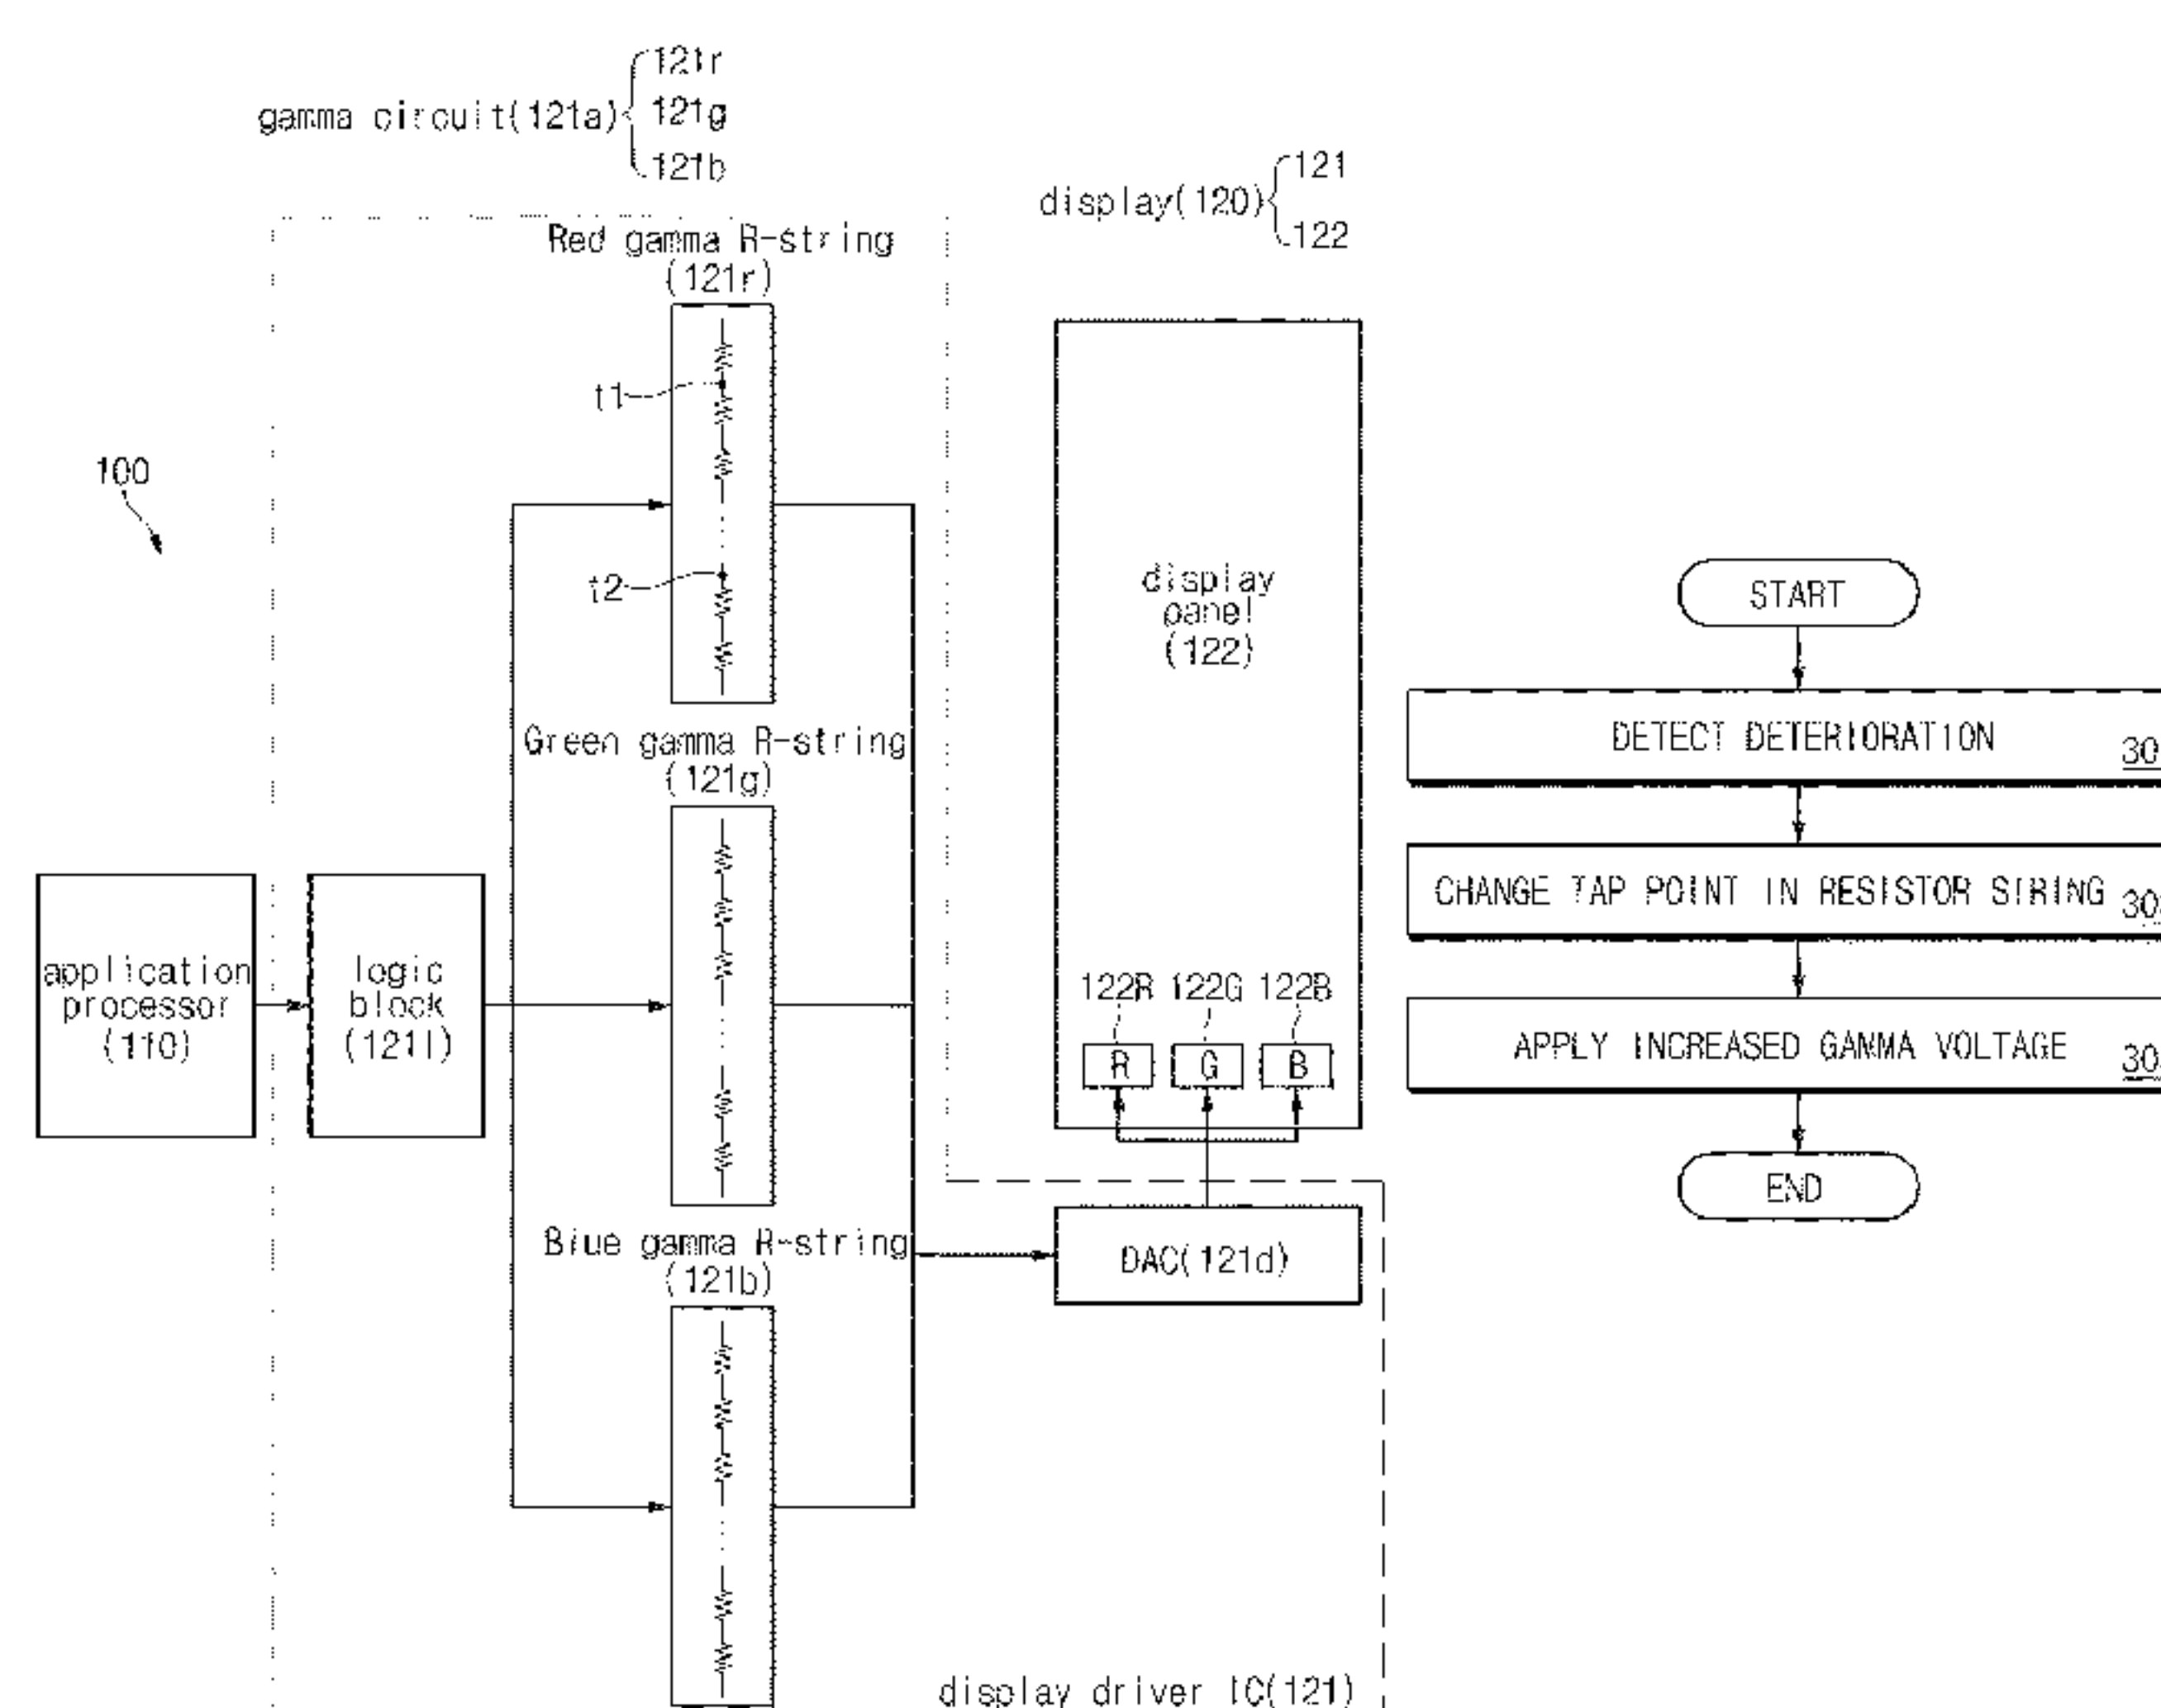 121r
gamma circuit(121a)
121g
121b
display(120)
121
122
Red gamma R-string
(121r)
t1
t2
100
display
panel
(122)
Green gamma R-string
(121g)
application
processor
(110)
logic
block
(121l)
122R 122G 122B
R G B
Blue gamma R-string
(121b)
DAC(121d)
display driver IC(121)
START
DETECT DETERIORATION
CHANGE TAP POINT IN RESISTOR STRING
APPLY INCREASED GAMMA VOLTAGE
END